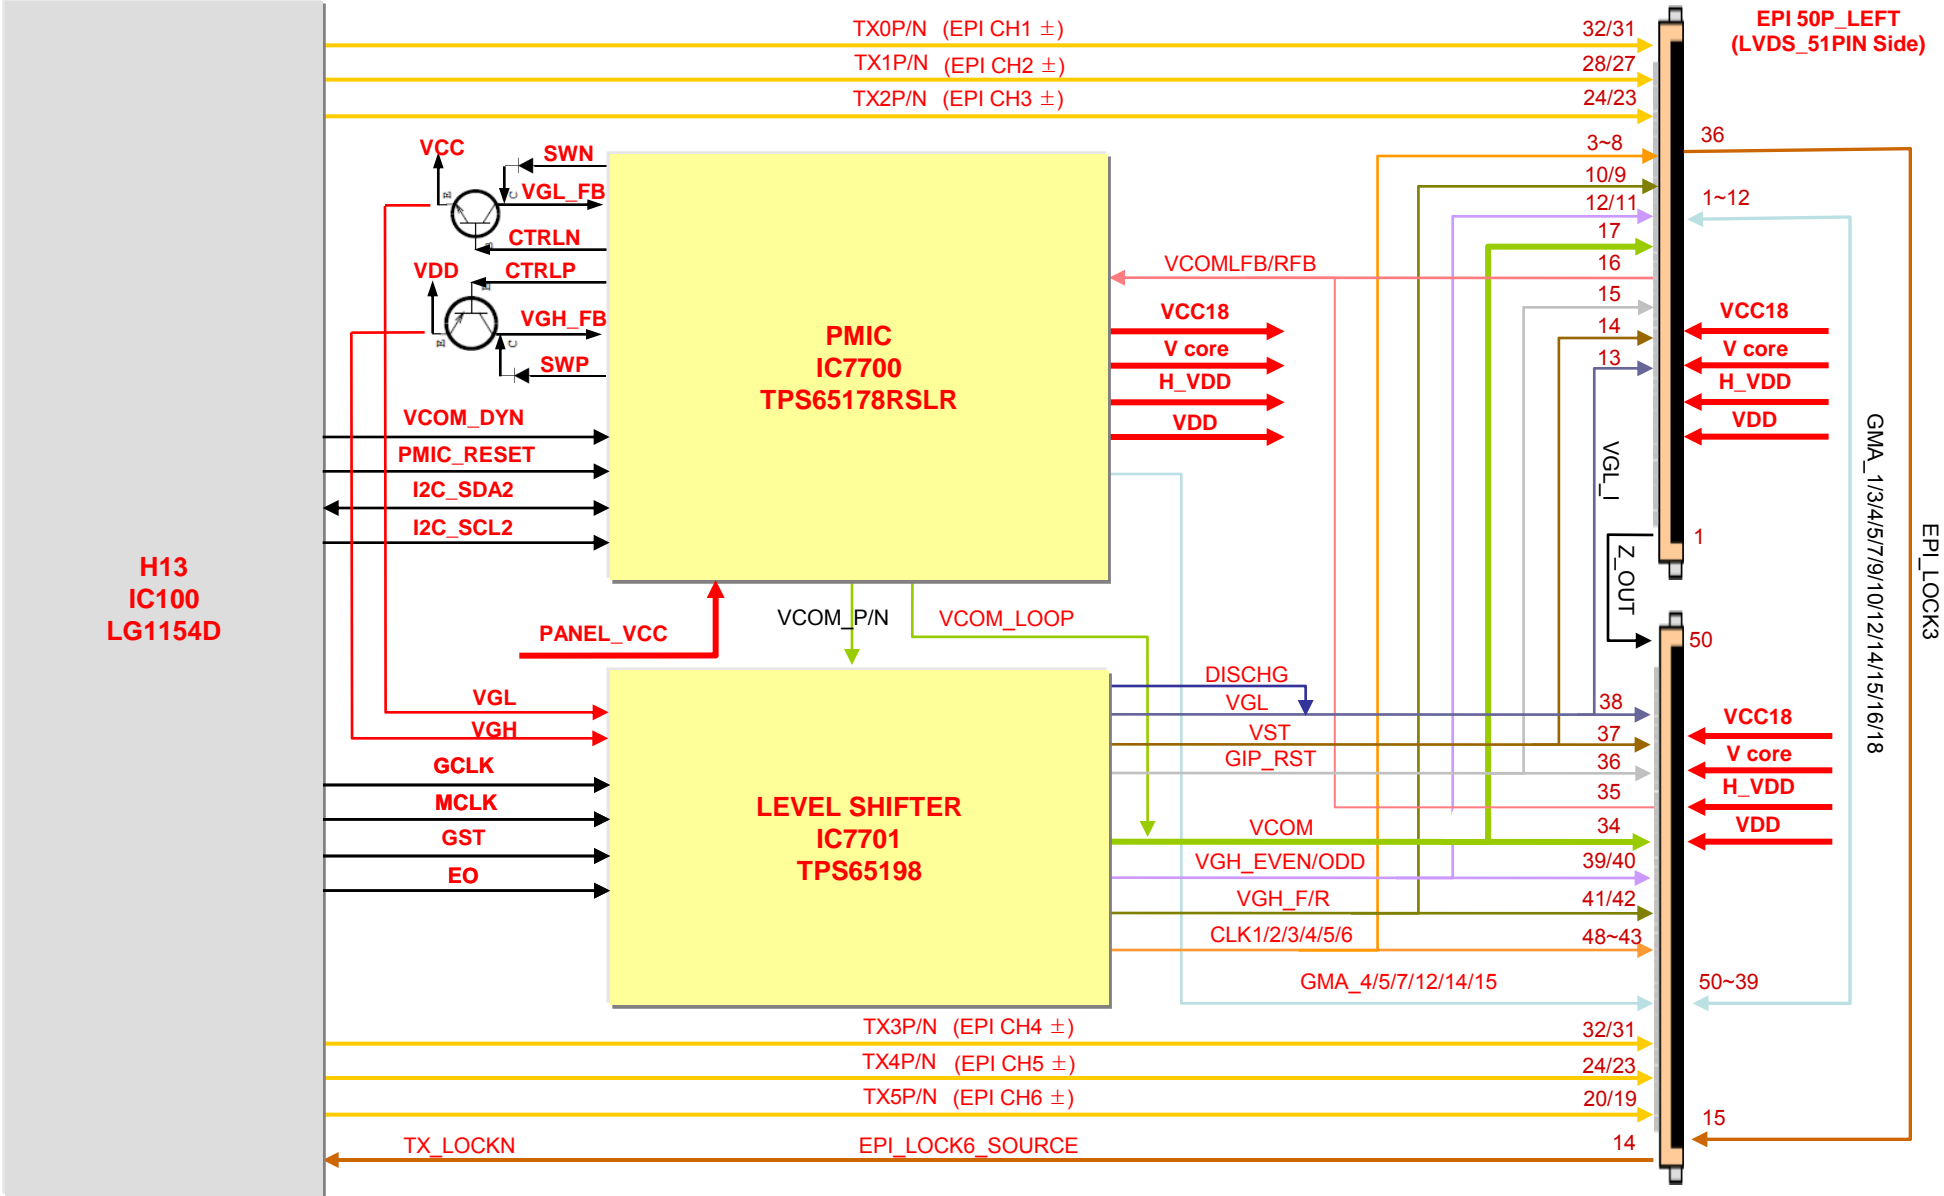 TX0P/N (EPI CH1 ±)
32/31
EPI 50P_LEFT
(LVDS_51PIN Side)
TX1P/N (EPI CH2 ±)
28/27
TX2P/N (EPI CH3 ±)
24/23
36
3~8
VCC
SWN
VGL_FB
E
C
B
CTRLN
10/9
12/11
1~12
17
VDD
CTRLP
B
VGH_FB
E
C
SWP
VCOMLFB/RFB
16
15
14
13
PMIC
IC7700
TPS65178RSLR
VCC18
V core
H_VDD
VDD
VCC18
V core
H_VDD
VDD
VCOM_DYN
PMIC_RESET
I2C_SDA2
I2C_SCL2
VGL_I
GMA_1/3/4/5/7/9/10/12/14/15/16/18
EPI_LOCK3
1
Z_OUT
H13
IC100
LG1154D
PANEL_VCC
VCOM_P/N
VCOM_LOOP
50
VGL
VGH
GCLK
MCLK
GST
EO
LEVEL SHIFTER
IC7701
TPS65198
DISCHG
VGL
38
VST
37
GIP_RST
36
35
VCOM
34
VGH_EVEN/ODD
39/40
VGH_F/R
41/42
CLK1/2/3/4/5/6
48~43
VCC18
V core
H_VDD
VDD
GMA_4/5/7/12/14/15
50~39
TX3P/N (EPI CH4 ±)
32/31
TX4P/N (EPI CH5 ±)
24/23
TX5P/N (EPI CH6 ±)
20/19
15
TX_LOCKN
EPI_LOCK6_SOURCE
14